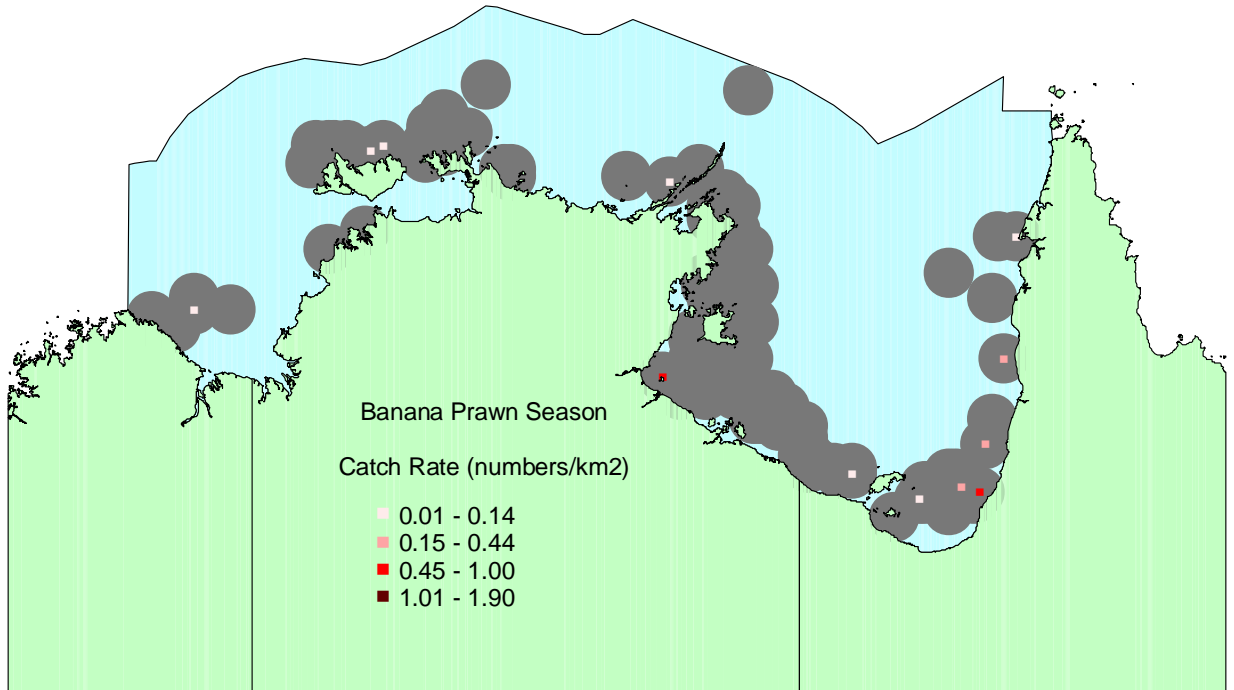 Banana Prawn Season
Catch Rate (numbers/km2)
0.01 - 0.14
0.15 - 0.44
0.45 - 1.00
1.01 - 1.90